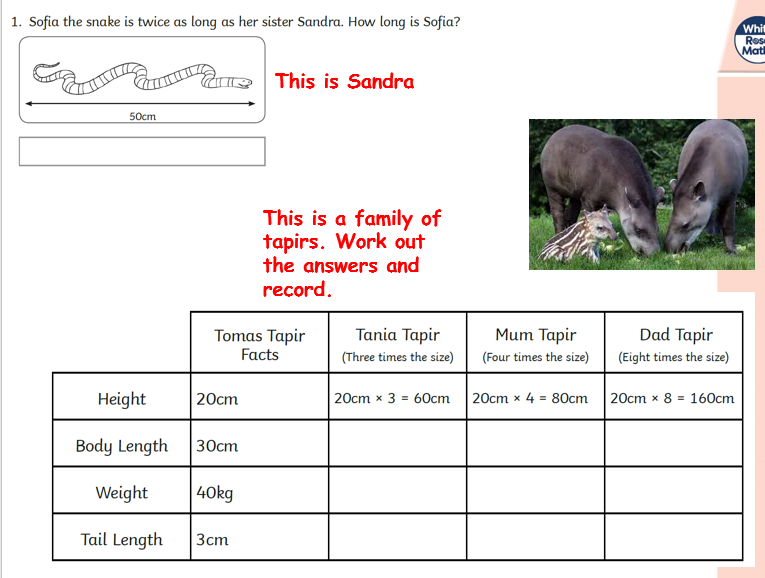 1. Sofia the snake is twice as long as her sister Sandra. How long is Sofia?
This is Sandra
50cm
This is a family of
tapirs. Work out
the answers and
record.
Tomas Tapir
Facts
Tania Tapir
(Three times the size)
Mum Tapir
(Four times the size)
Dad Tapir
(Eight times the size)
Height
20cm
20cm × 3 = 60cm
20cm × 4 = 80cm
20cm × 8 = 160cm
Body Length
30cm
Weight
40kg
Tail Length
3cm